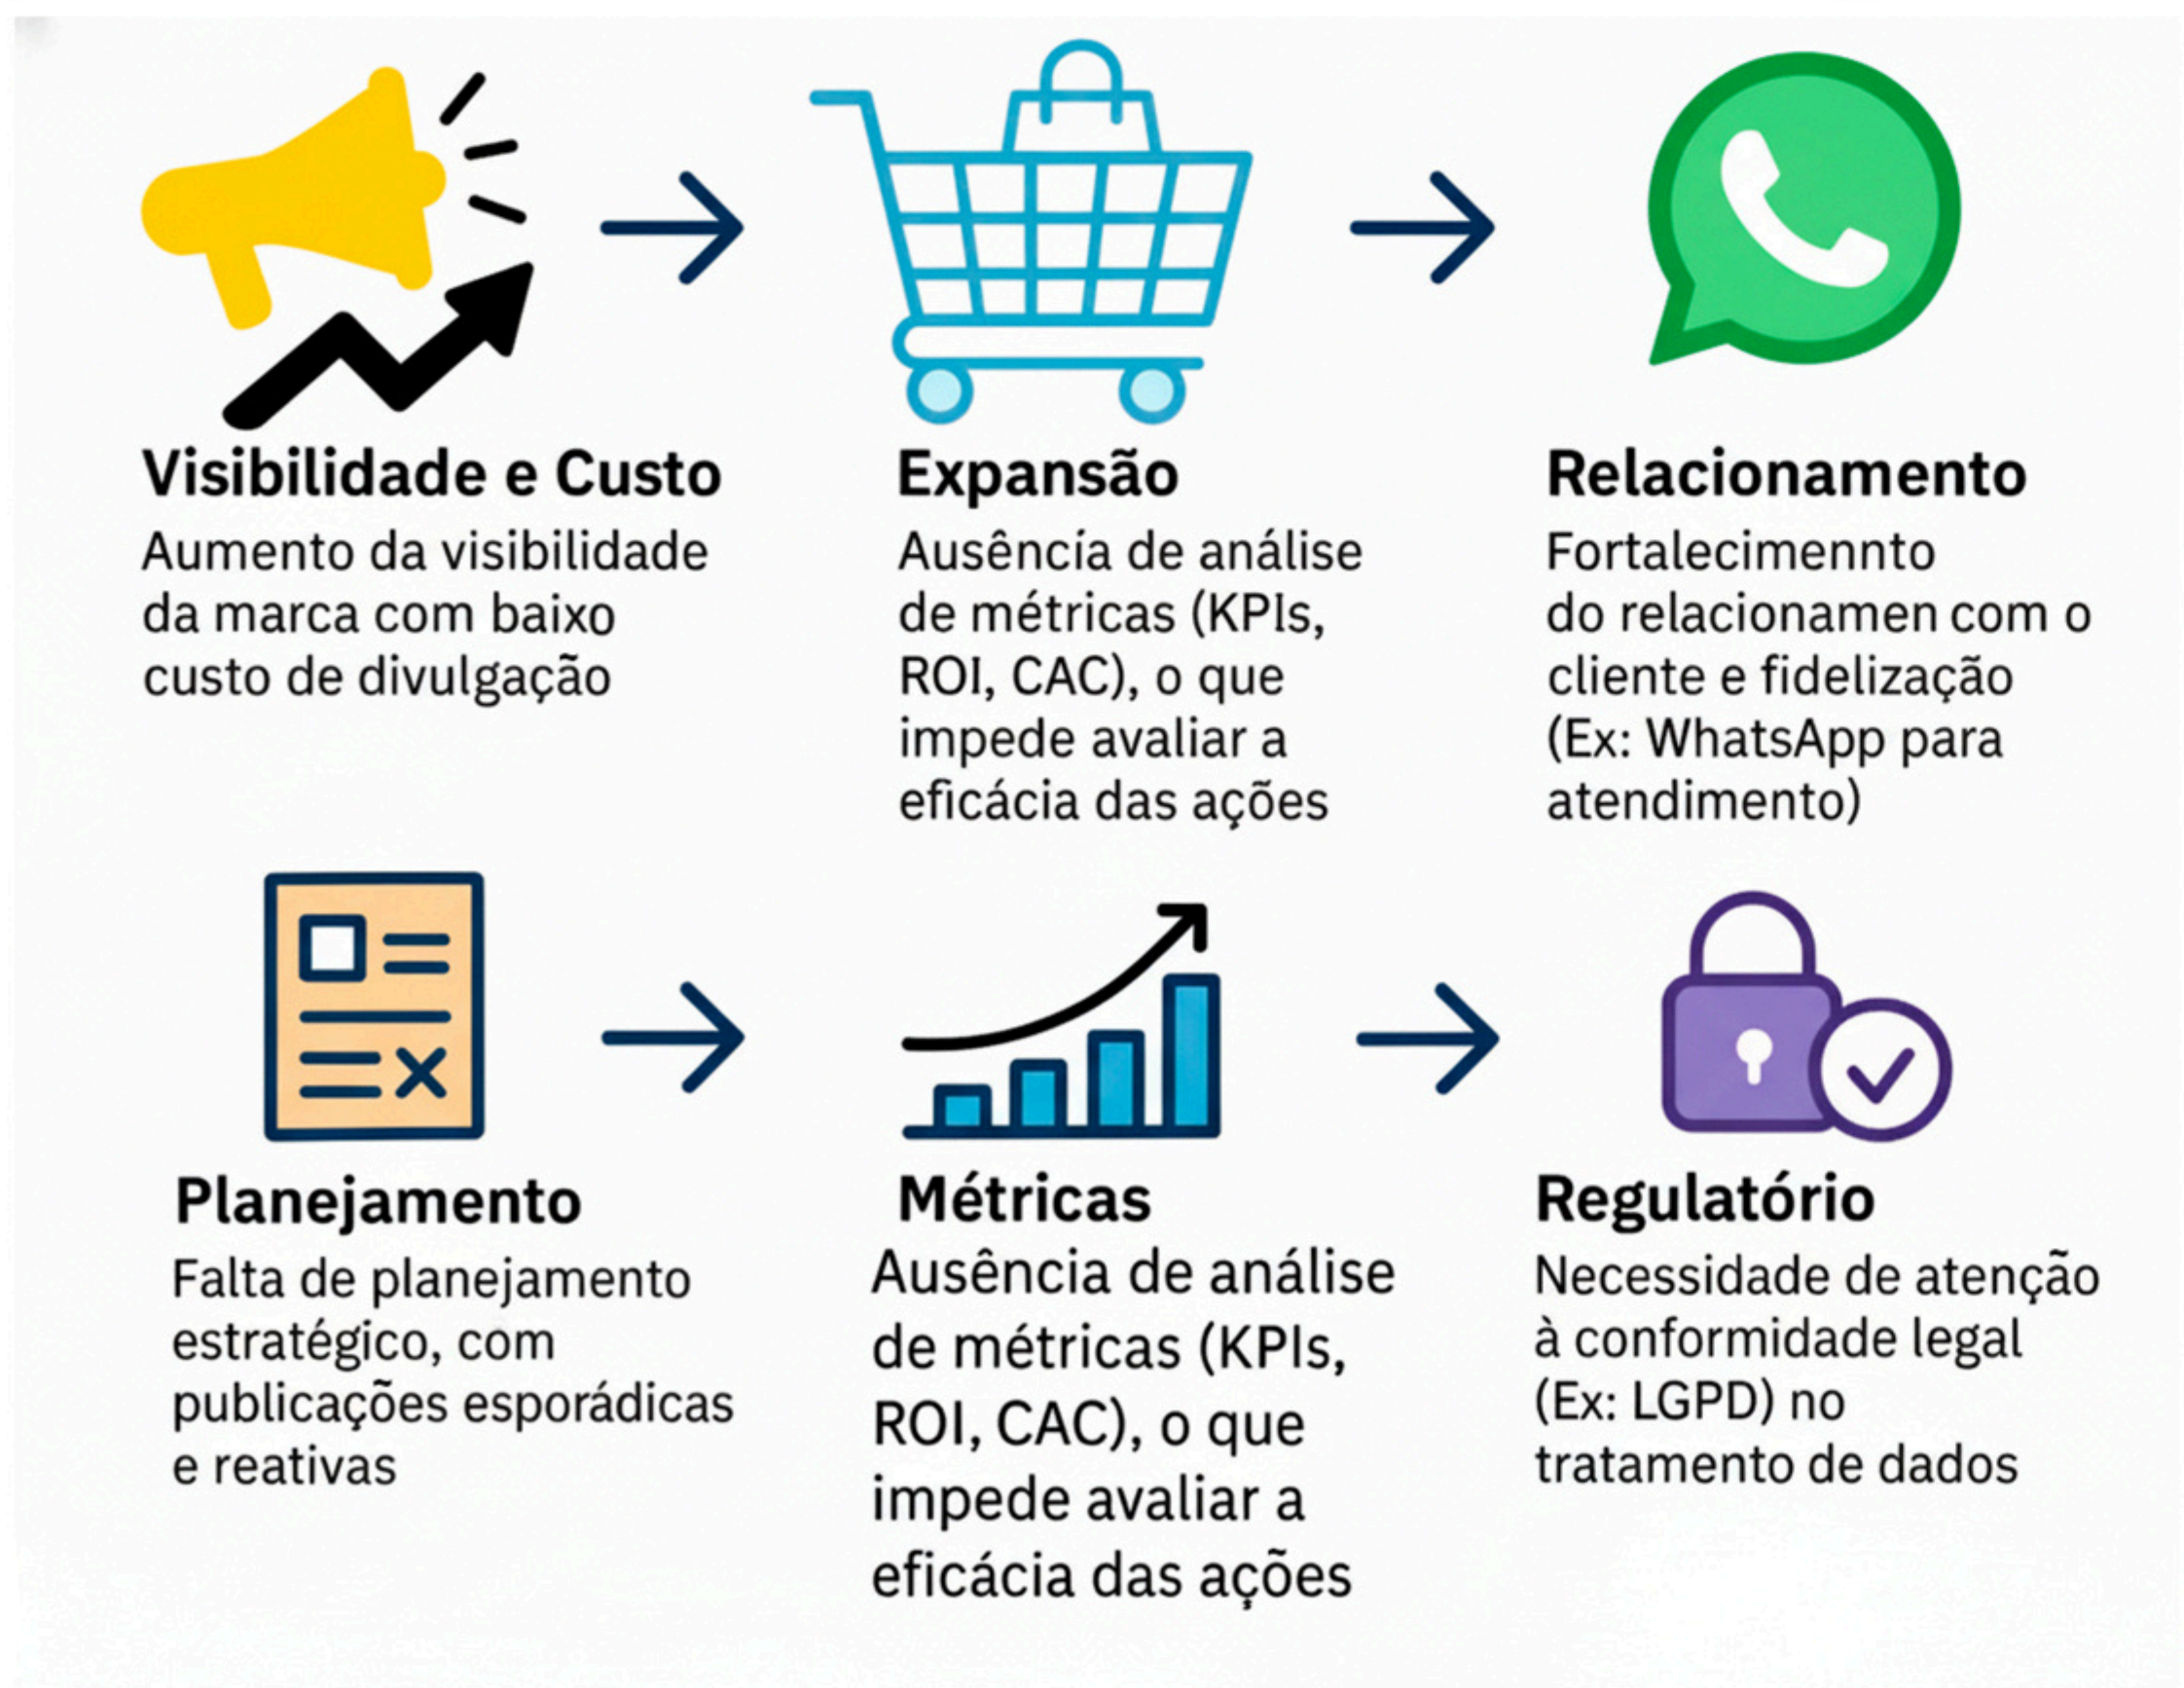 Visibilidade e Custo
Aumento da visibilidade
da marca com baixo
custo de divulgação
Expansão
Ausência de análise
de métricas (KPIs,
ROI, CAC), o que
impede avaliar a
eficácia das ações
Relacionamento
Fortalecimennto
do relacionamen com o
cliente e fidelização
(Ex: WhatsApp para
atendimento)
Planejamento
Falta de planejamento
estratégico, com
publicações esporádicas
e reativas
Métricas
Ausência de análise
de métricas (KPIs,
ROI, CAC), o que
impede avaliar a
eficácia das ações
Regulatório
Necessidade de atenção
à conformidade legal
(Ex: LGPD) no
tratamento de dados